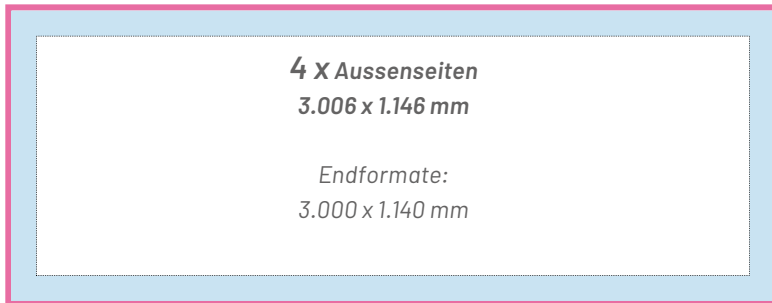 4 x Aussenseiten
3.006 x 1.146 mm
Endformate:
3.000 x 1.140 mm